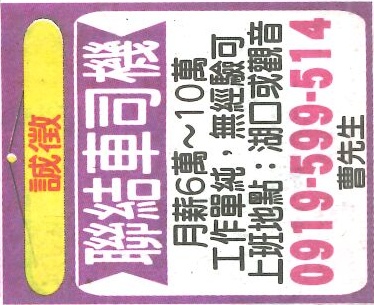 誠徵
聯結車司機
月薪6萬~10萬
工作單純，無經驗可
上班地點：湖口或觀音
0919-599-514
曹先生